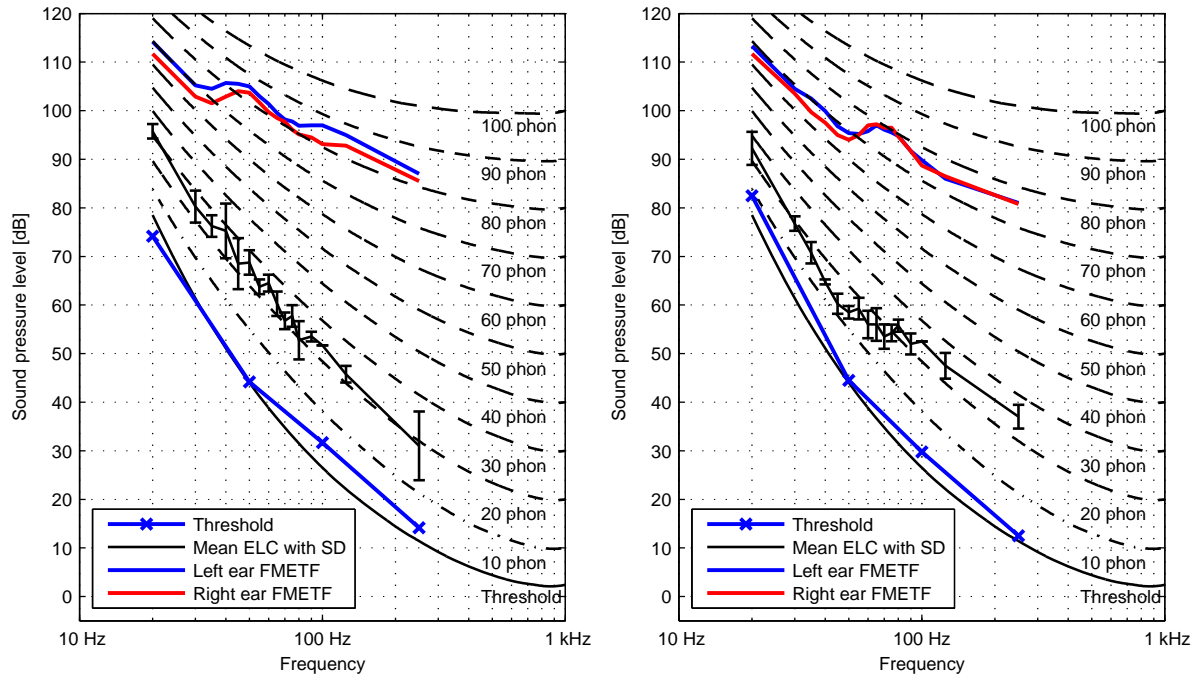 120
110
100
90
80
70
60
50
40
30
20
10
0
Sound pressure level [dB]
100 phon
90 phon
80 phon
70 phon
60 phon
50 phon
40 phon
30 phon
20 phon
10 phon
Threshold
Threshold
Mean ELC with SD
Left ear FMETF
Right ear FMETF
10 Hz
100 Hz
1 kHz
Frequency
120
110
100
90
80
70
60
50
40
30
20
10
0
Sound pressure level [dB]
100 phon
90 phon
80 phon
70 phon
60 phon
50 phon
40 phon
30 phon
20 phon
10 phon
Threshold
Threshold
Mean ELC with SD
Left ear FMETF
Right ear FMETF
10 Hz
100 Hz
1 kHz
Frequency